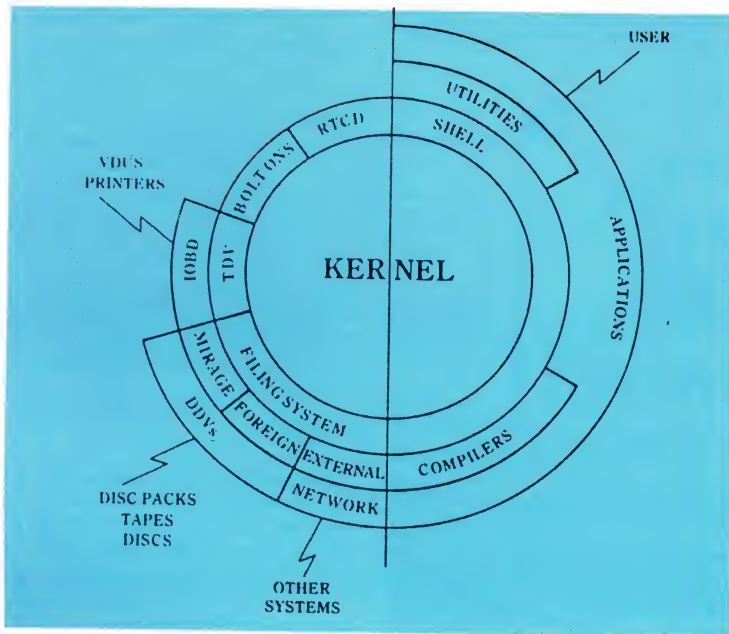 USER
UTILITIES
RTCD
SHELL
BOLT ONS
VDUS
PRINTERS
IOBD
TDV
KERNEL
APPLICATIONS
MIRAGE
FILING SYSTEM
DDVs.
FOREIGN
EXTERNAL
COMPILERS
NETWORK
DISC PACKS
TAPES
DISCS
OTHER
SYSTEMS